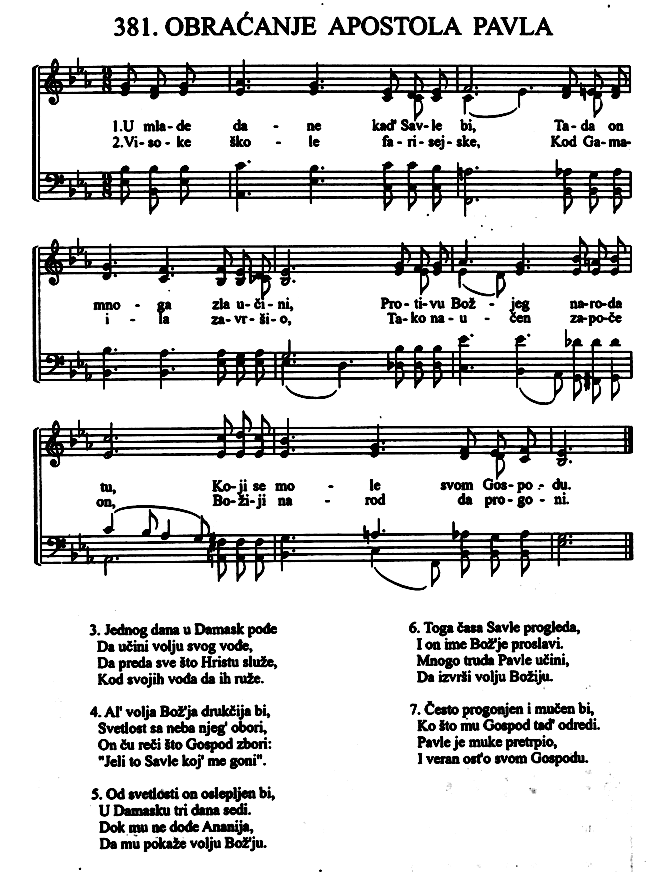 381. OBRAĆANJE APOSTOLA PAVLA
1.U mla-de da - ne kad' Sav-le bi, Ta-da on
2.Vi-so-ke ško - le fa-ri-sej-ske, Kod Ga-ma-
mno - ga zla u-či-ni, Pro-ti-vu Bož - jeg na-ro-da
i - la za-vr-šio, Ta-ko na-u - čen za-po-če
tu, Ko-ji se mo - le svom Gos-po-du.
on, Bo-ži-ji na - rod da pro-go-ni.
3. Jednog dana u Damask pođe
Da učini volju svog vođe,
Da preda sve što Hristu služe,
Kod svojih vođa da ih ruže.
4. Al' volja Bož'ja drukčija bi,
Svetlost sa neba njeg' obori,
On ču reči što Gospod zbori:
"Jeli to Savle koj' me goni".
5. Od svetlosti on oslepljen bi,
U Damasku tri dana sedi.
Dok mu ne dođe Ananija,
Da mu pokaže volju Bož'ju.
6. Toga časa Savle progleda,
I on ime Bož'je proslavi.
Mnogo truda Pavle učini,
Da izvrši volju Božiju.
7. Često progonjen i mučen bi,
Ko što mu Gospod tad' odredi.
Pavle je muke pretrpio,
I veran ost'o svom Gospodu.